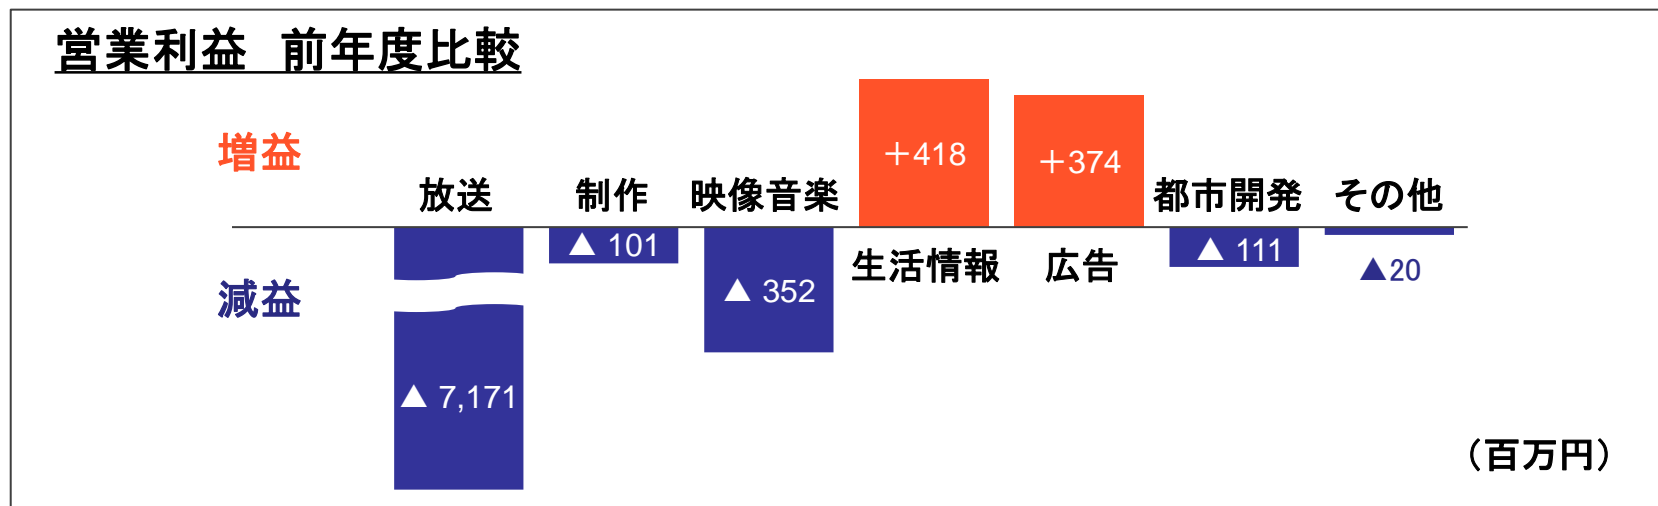 営業利益 前年度比較
増益
+418
+374
放送 制作 映像音楽 都市開発 その他
▲ 101
▲ 111
生活情報 広告
▲20
減益
▲ 352
▲ 7,171
(百万円)